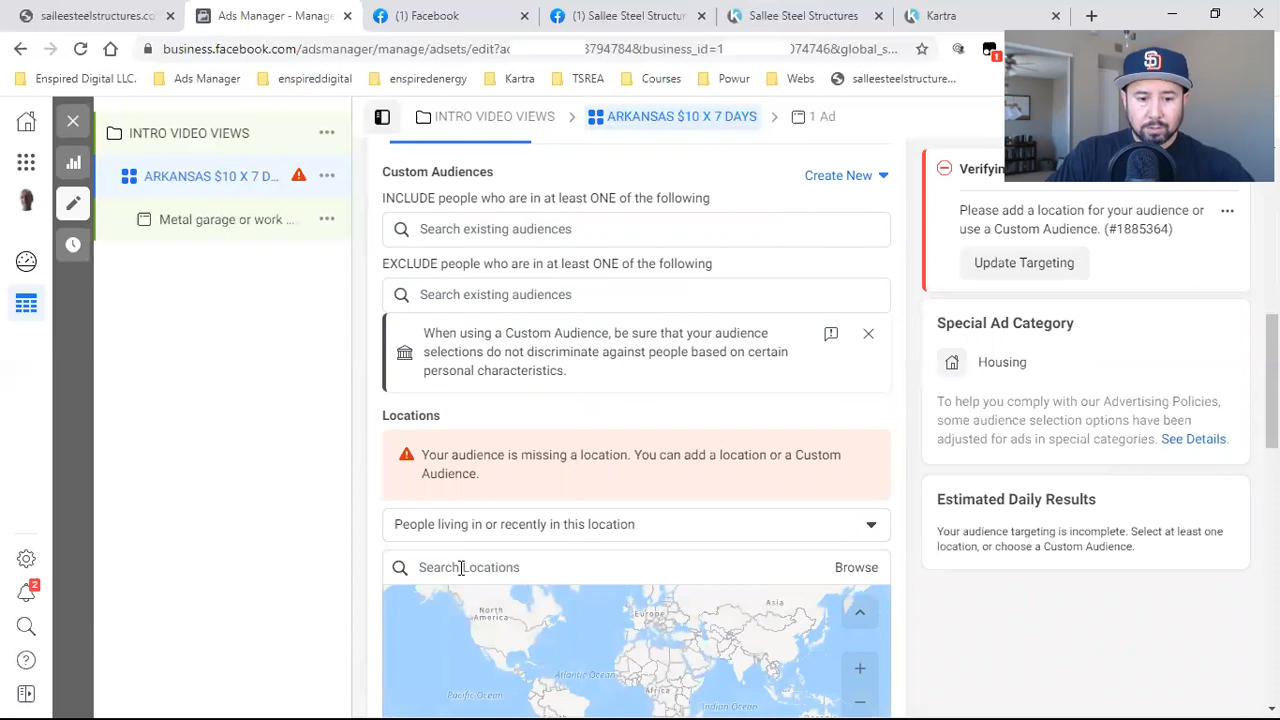 salleesteelstructures.com
Ads Manager - Manage
(1) Facebook
(1) Sallee Steel Structure
Sallee Steel Structures
Kartra
business.facebook.com/adsmanager/manage/adsets/edit?ac
3794784&business_id=1
074746&global_s...
1
Enspired Digital LLC.
Ads Manager
enspireddigital
enspiredenergy
Kartra
TSREA
Courses
Powur
Webs
salleesteelstructure...
SD
INTRO VIDEO VIEWS
ARKANSAS $10 X 7 D...
Metal garage or work ...
2
INTRO VIDEO VIEWS
ARKANSAS $10 X 7 DAYS
1 Ad
Custom Audiences
Create New
INCLUDE people who are in at least ONE of the following
Search existing audiences
EXCLUDE people who are in at least ONE of the following
Search existing audiences
When using a Custom Audience, be sure that your audience
selections do not discriminate against people based on certain
personal characteristics.
Locations
Your audience is missing a location. You can add a location or a Custom
Audience.
People living in or recently in this location
Search Locations
Browse
North
America
Europe
Asia
Atlantic Ocean
Africa
Pacific Ocean
Indian Ocean
Verifyin
Please add a location for your audience or
use a Custom Audience. (#1885364)
Update Targeting
Special Ad Category
Housing
To help you comply with our Advertising Policies,
some audience selection options have been
adjusted for ads in special categories. See Details.
Estimated Daily Results
Your audience targeting is incomplete. Select at least one
location, or choose a Custom Audience.